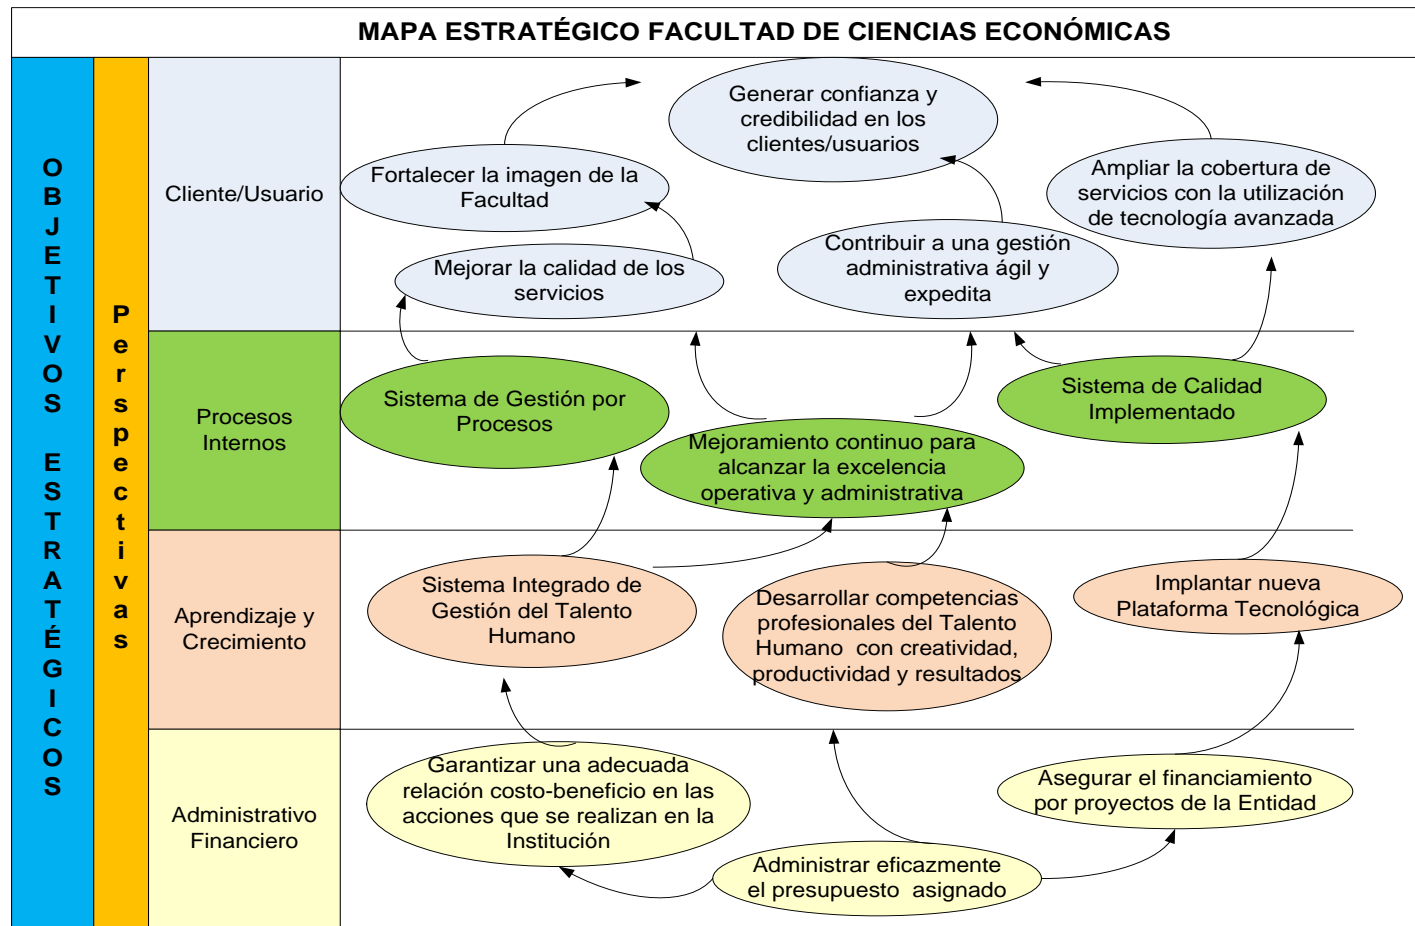 MAPA ESTRATÉGICO FACULTAD DE CIENCIAS ECONÓMICAS
OBJETIVOS ESTRATÉGICOS
Perspectivas
Cliente/Usuario
Generar confianza y
credibilidad en los
clientes/usuarios
Fortalecer la imagen de la
Facultad
Ampliar la cobertura de
servicios con la utilización
de tecnología avanzada
Mejorar la calidad de los
servicios
Contribuir a una gestión
administrativa ágil y
expedita
Procesos
Internos
Sistema de Gestión por
Procesos
Mejoramiento continuo para
alcanzar la excelencia
operativa y administrativa
Sistema de Calidad
Implementado
Aprendizaje y
Crecimiento
Sistema Integrado de
Gestión del Talento
Humano
Desarrollar competencias
profesionales del Talento
Humano con creatividad,
productividad y resultados
Implantar nueva
Plataforma Tecnológica
Administrativo
Financiero
Garantizar una adecuada
relación costo-beneficio en las
acciones que se realizan en la
Institución
Administrar eficazmente
el presupuesto asignado
Asegurar el financiamiento
por proyectos de la Entidad